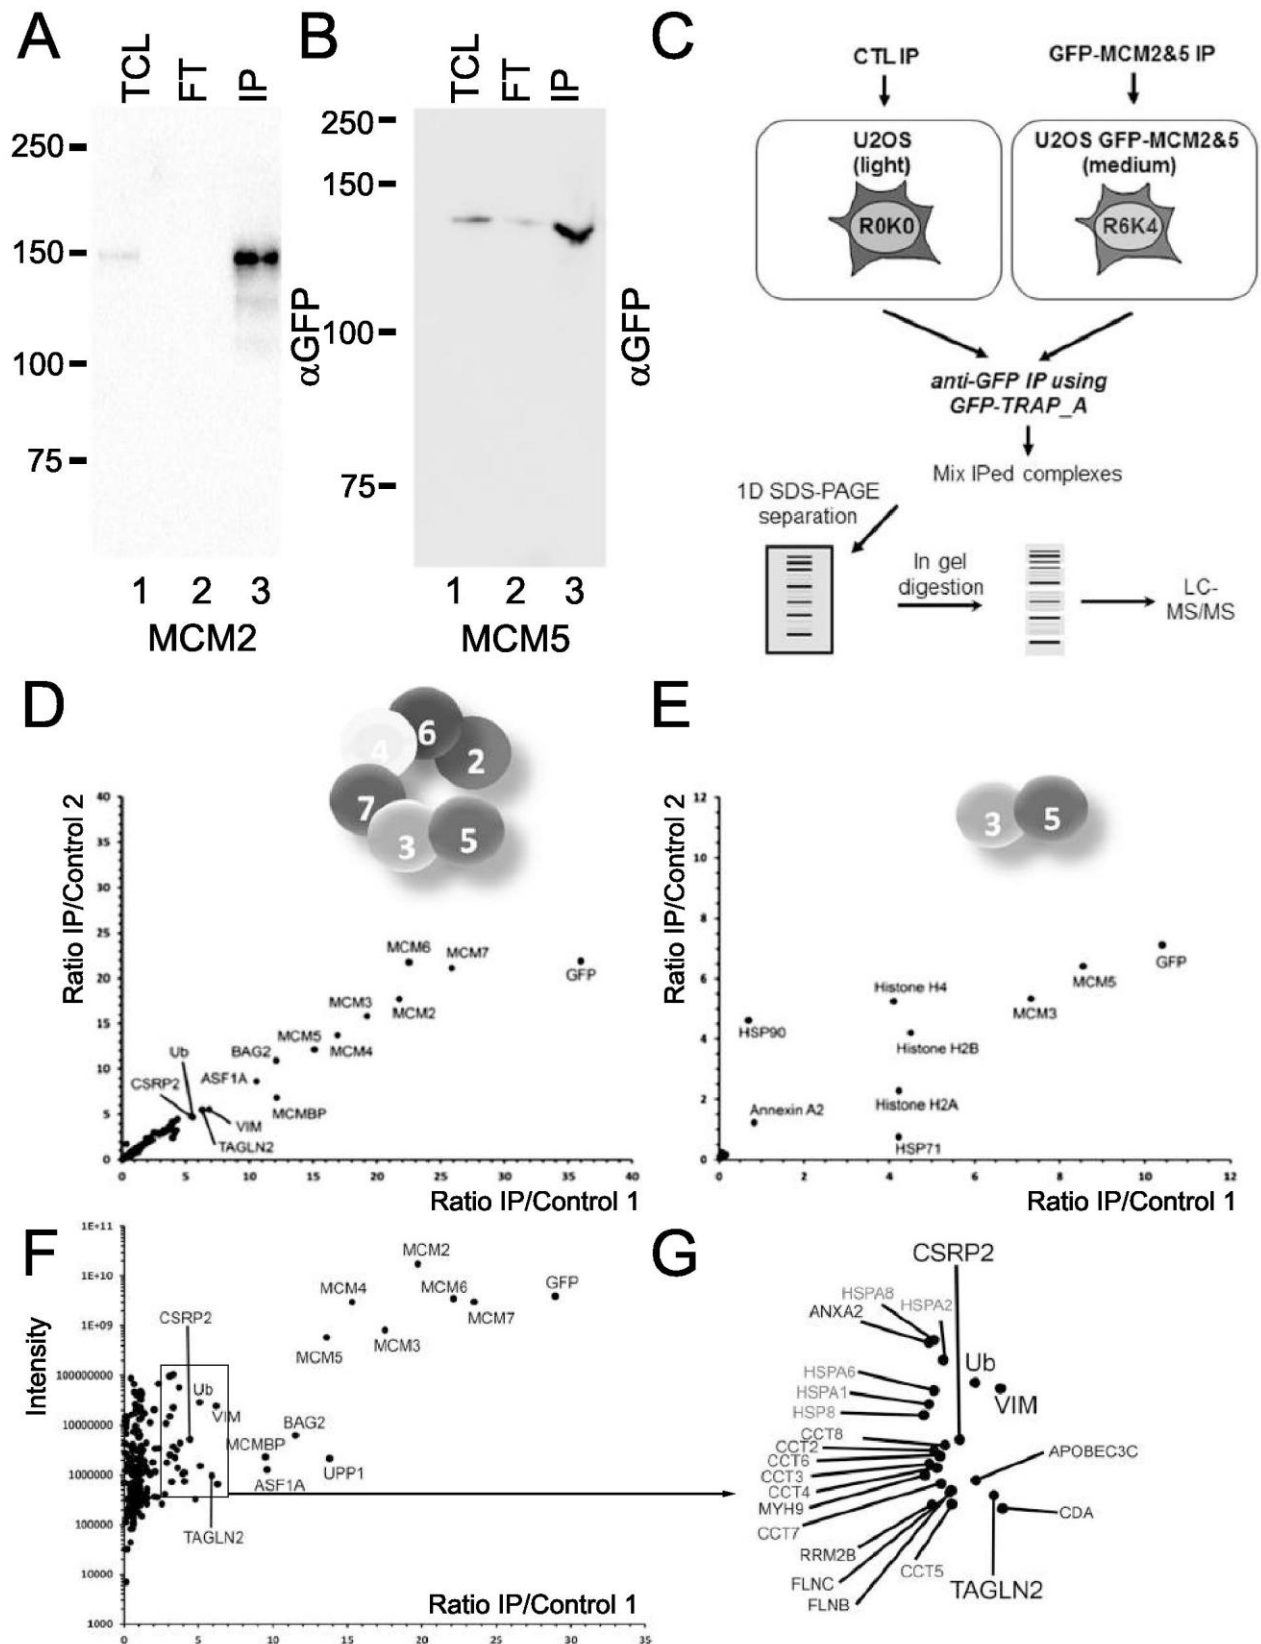 A
TCL
FT
IP
250
150
100
75
αGFP
1 2 3
MCM2
B
TCL
FT
IP
250
150
100
75
αGFP
1 2 3
MCM5
C
CTL IP
GFP-MCM2&5 IP
U2OS
(light)
R0K0
U2OS GFP-MCM2&5
(medium)
R6K4
anti-GFP IP using
GFP-TRAP_A
Mix IPed complexes
1D SDS-PAGE
separation
In gel
digestion
LC-
MS/MS
D
4
6
2
7
3
5
Ratio IP/Control 2
40
35
30
25
20
15
10
5
0
MCM6
MCM7
GFP
MCM3
MCM2
MCM5
MCM4
Ub
BAG2
CSRP2
ASF1A
MCMBP
VIM
TAGLN2
0 5 10 15 20 25 30 35 40
Ratio IP/Control 1
E
3
5
Ratio IP/Control 2
12
10
8
6
4
2
0
GFP
MCM5
Histone H4
MCM3
HSP90
Histone H2B
Annexin A2
Histone H2A
HSP71
0 2 4 6 8 10 12
Ratio IP/Control 1
F
Intensity
1E+11
1E+10
1E+09
100000000
10000000
1000000
100000
10000
1000
MCM2
MCM4
MCM6
GFP
MCM7
CSRP2
MCM5
MCM3
Ub
VIM
BAG2
MCMBP
UPP1
ASF1A
TAGLN2
Ratio IP/Control 1
0 5 10 15 20 25 30 35
G
CSRP2
HSPA8
HSPA2
ANXA2
Ub
HSPA6
VIM
HSPA1
HSP8
CCT8
CCT2
APOBEC3C
CCT6
CCT3
CCT4
MYH9
CDA
CCT7
RRM2B
CCT5
FLNC
TAGLN2
FLNB